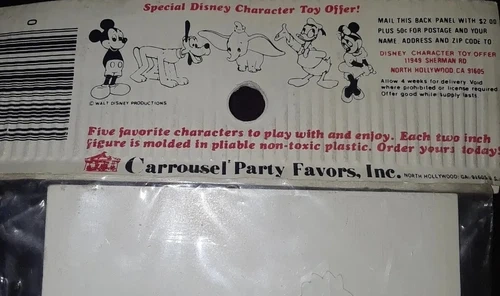 Special Disney Character Toy Offer!
MAIL THIS BACK PANEL WITH $2.00
PLUS 50¢ FOR POSTAGE AND YOUR
NAME ADDRESS AND ZIP CODE TO
DISNEY CHARACTER TOY OFFER
11949 SHERMAN RD
NORTH HOLLYWOOD CA 91605
Allow 4 weeks for delivery Void
where prohibited or license required
Offer good while supply lasts
© WALT DISNEY PRODUCTIONS
Five favorite characters to play with and enjoy. Each two inch
figure is molded in pliable non-toxic plastic. Order yours today!
Carrousel Party Favors, Inc. NORTH HOLLYWOOD, CA.